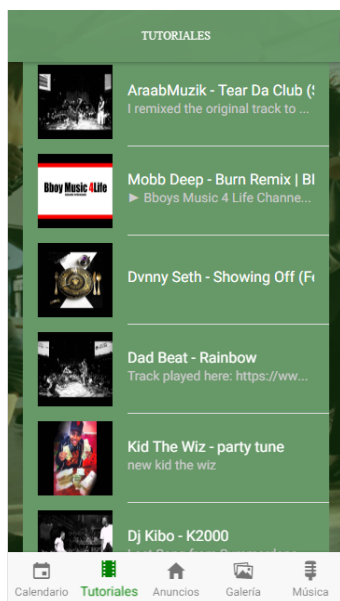 TUTORIALES
AraabMuzik - Tear Da Club (S
I remixed the original track to ...
Bboy Music 4Life
Mobb Deep - Burn Remix | Bl
► Bboys Music 4 Life Channe...
Dvnny Seth - Showing Off (Fe
Dad Beat - Rainbow
Track played here: https://ww...
Kid The Wiz - party tune
new kid the wiz
Dj Kibo - K2000
Calendario Tutoriales Anuncios Galería Música